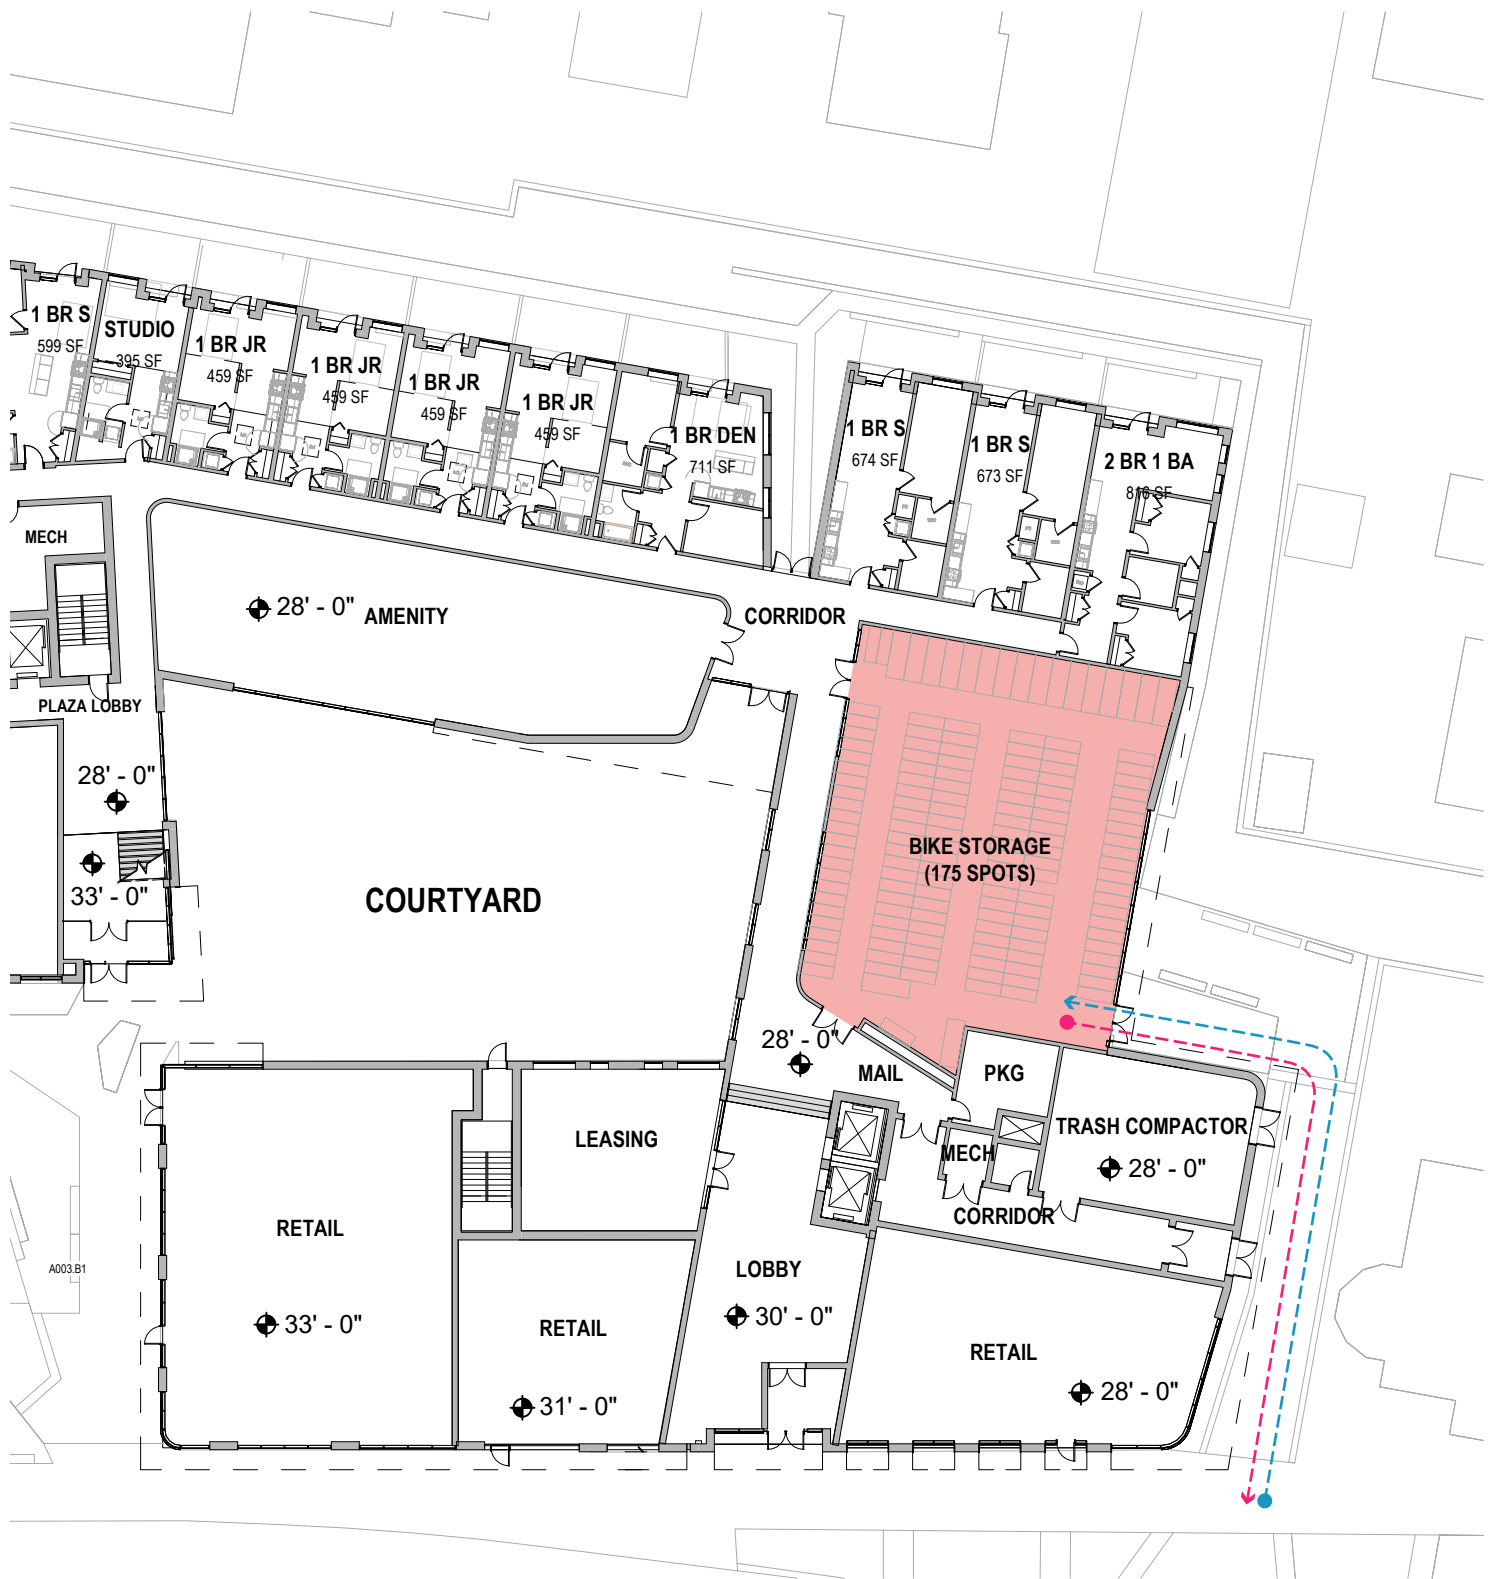 1 BR S
599 SF
STUDIO
395 SF
1 BR JR
459 SF
1 BR JR
459 SF
1 BR JR
459 SF
1 BR JR
459 SF
1 BR DEN
711 SF
1 BR S
674 SF
1 BR S
673 SF
2 BR 1 BA
816 SF
MECH
28' - 0" AMENITY
CORRIDOR
PLAZA LOBBY
28' - 0"
33' - 0"
COURTYARD
BIKE STORAGE
(175 SPOTS)
28' - 0"
MAIL
PKG
LEASING
TRASH COMPACTOR
28' - 0"
MECH
CORRIDOR
RETAIL
33' - 0"
A003.B1
LOBBY
30' - 0"
RETAIL
31' - 0"
RETAIL
28' - 0"